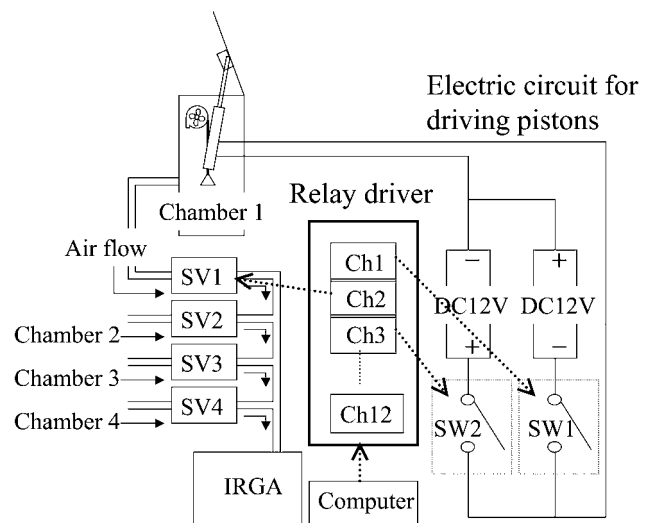 Electric circuit for
driving pistons
Chamber 1
Relay driver
Air flow
SV1
SV2
SV3
SV4
Chamber 2
Chamber 3
Chamber 4
Ch1
Ch2
Ch3
Ch12
−
DC12V
+
+
DC12V
−
SW2
SW1
IRGA
Computer